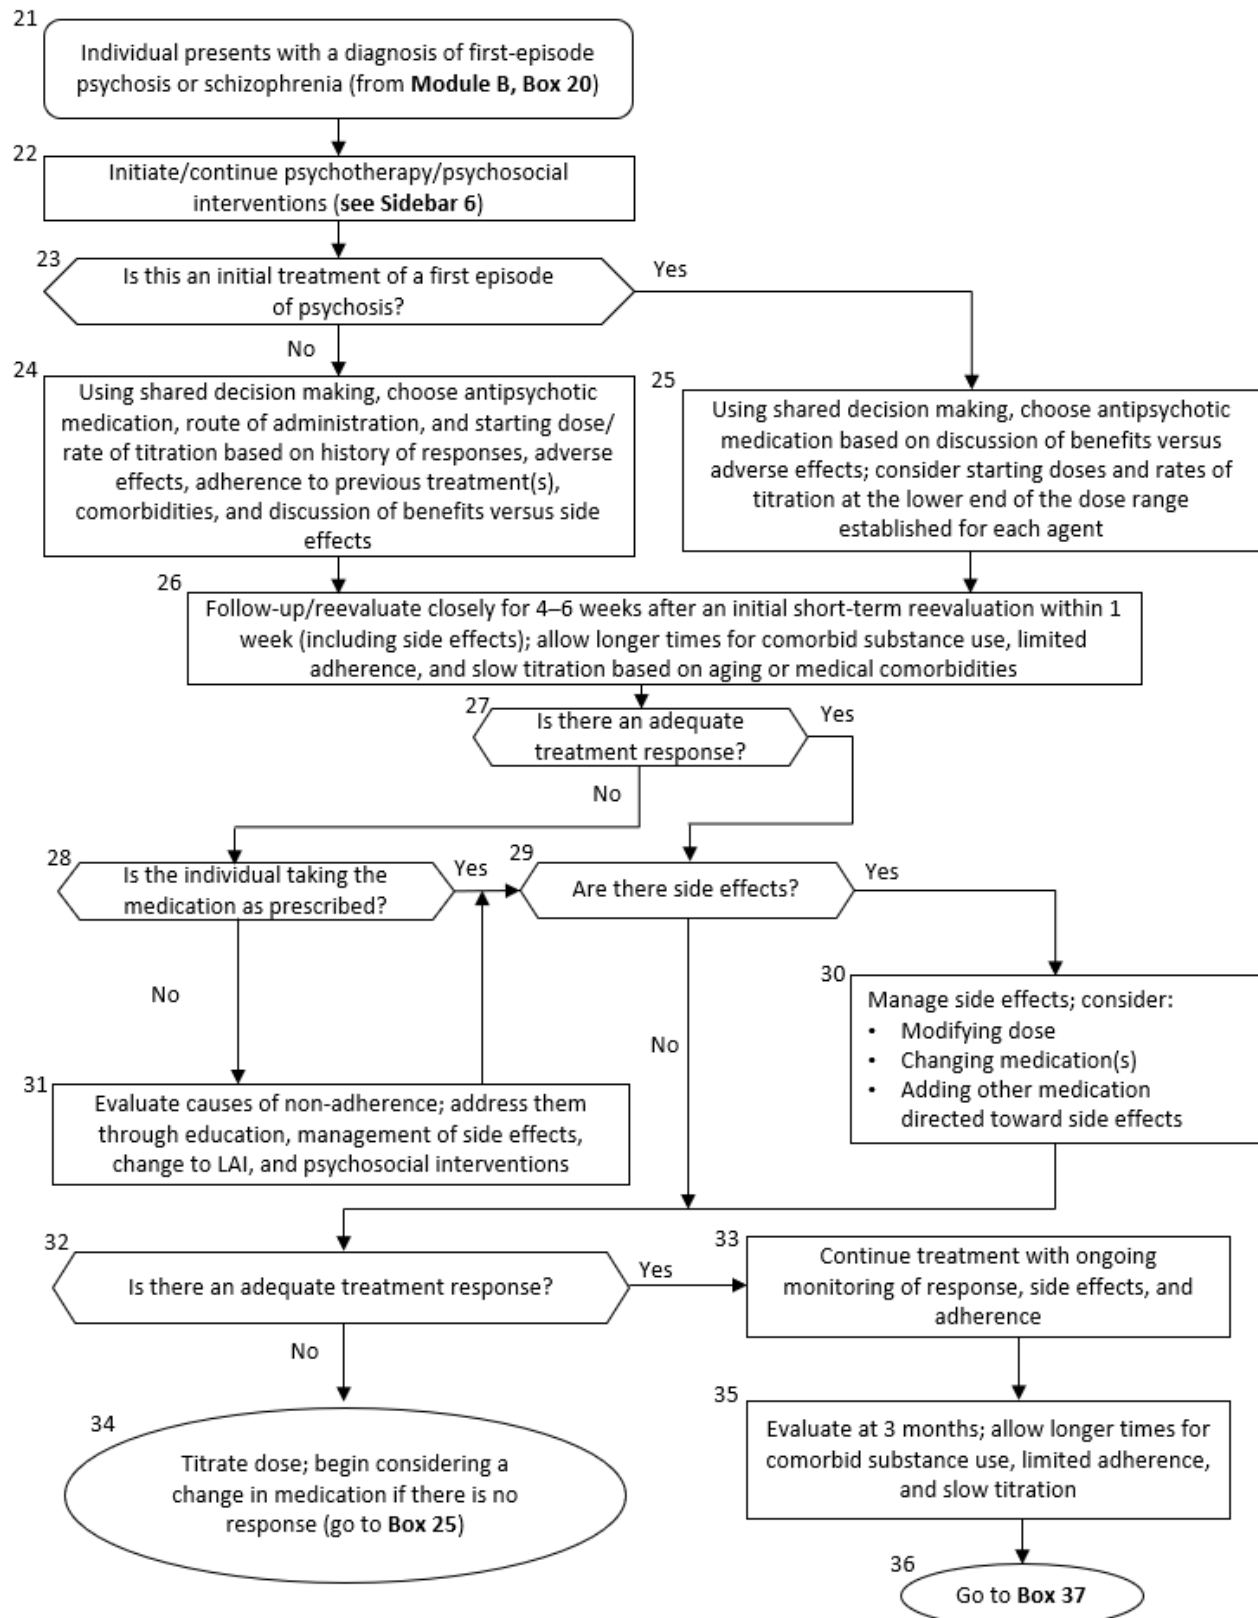 21
Individual presents with a diagnosis of first-episode
psychosis or schizophrenia (from Module B, Box 20)
22
Initiate/continue psychotherapy/psychosocial
interventions (see Sidebar 6)
23
Is this an initial treatment of a first episode
of psychosis?
Yes
No
24
Using shared decision making, choose antipsychotic
medication, route of administration, and starting dose/
rate of titration based on history of responses, adverse
effects, adherence to previous treatment(s),
comorbidities, and discussion of benefits versus side
effects
25
Using shared decision making, choose antipsychotic
medication based on discussion of benefits versus
adverse effects; consider starting doses and rates of
titration at the lower end of the dose range
established for each agent
26
Follow-up/reevaluate closely for 4–6 weeks after an initial short-term reevaluation within 1
week (including side effects); allow longer times for comorbid substance use, limited
adherence, and slow titration based on aging or medical comorbidities
27
Is there an adequate
treatment response?
Yes
No
28
Is the individual taking the
medication as prescribed?
Yes
29
Are there side effects?
Yes
No
No
30
Manage side effects; consider:
• Modifying dose
• Changing medication(s)
• Adding other medication
directed toward side effects
31
Evaluate causes of non-adherence; address them
through education, management of side effects,
change to LAI, and psychosocial interventions
32
Is there an adequate treatment response?
Yes
No
33
Continue treatment with ongoing
monitoring of response, side effects, and
adherence
34
Titrate dose; begin considering a
change in medication if there is no
response (go to Box 25)
35
Evaluate at 3 months; allow longer times for
comorbid substance use, limited adherence,
and slow titration
36
Go to Box 37